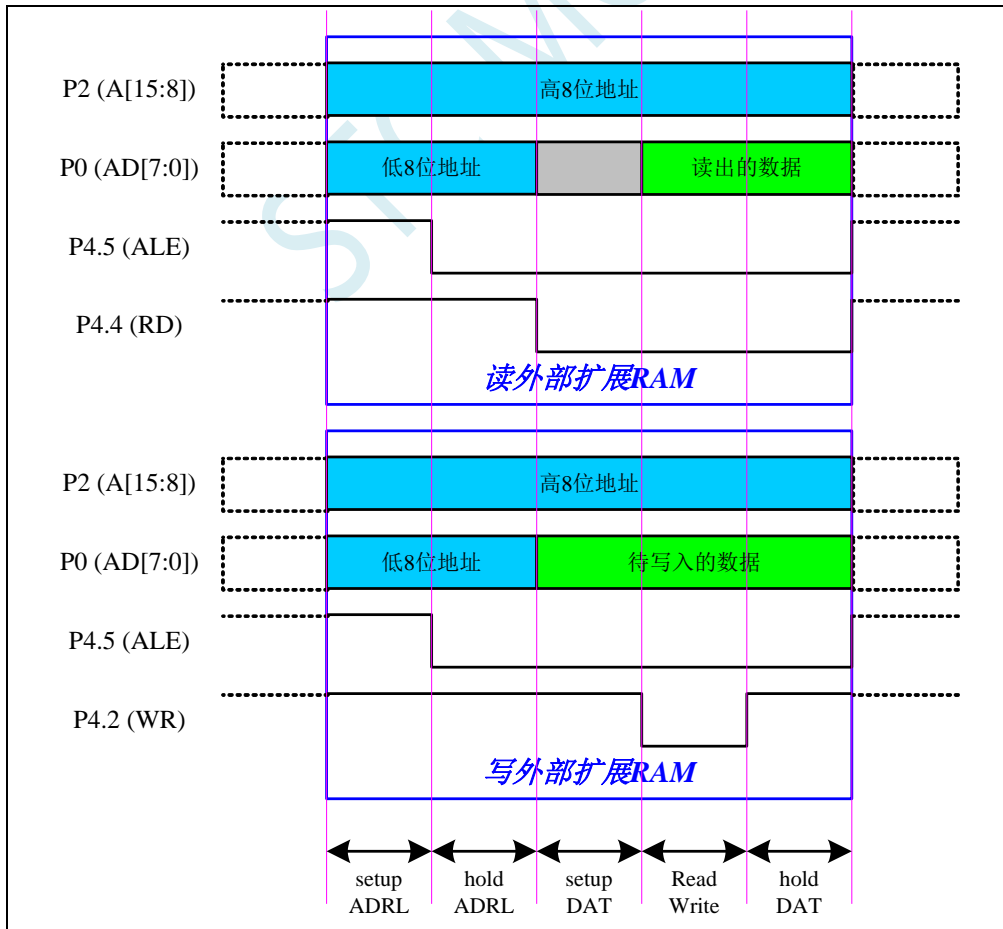 P2 (A[15:8])
高8位地址
P0 (AD[7:0])
低8位地址
读出的数据
P4.5 (ALE)
P4.4 (RD)
读外部扩展RAM
P2 (A[15:8])
高8位地址
P0 (AD[7:0])
低8位地址
待写入的数据
P4.5 (ALE)
P4.2 (WR)
写外部扩展RAM
setup
ADRL
hold
ADRL
setup
DAT
Read
Write
hold
DAT